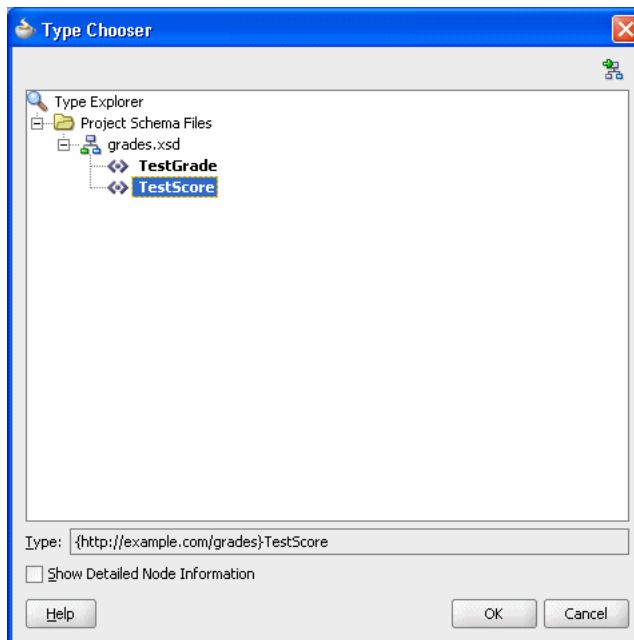 Type Chooser
Type Explorer
Project Schema Files
grades.xsd
TestGrade
TestScore
Type: {http://example.com/grades}TestScore
Show Detailed Node Information
Help OK Cancel